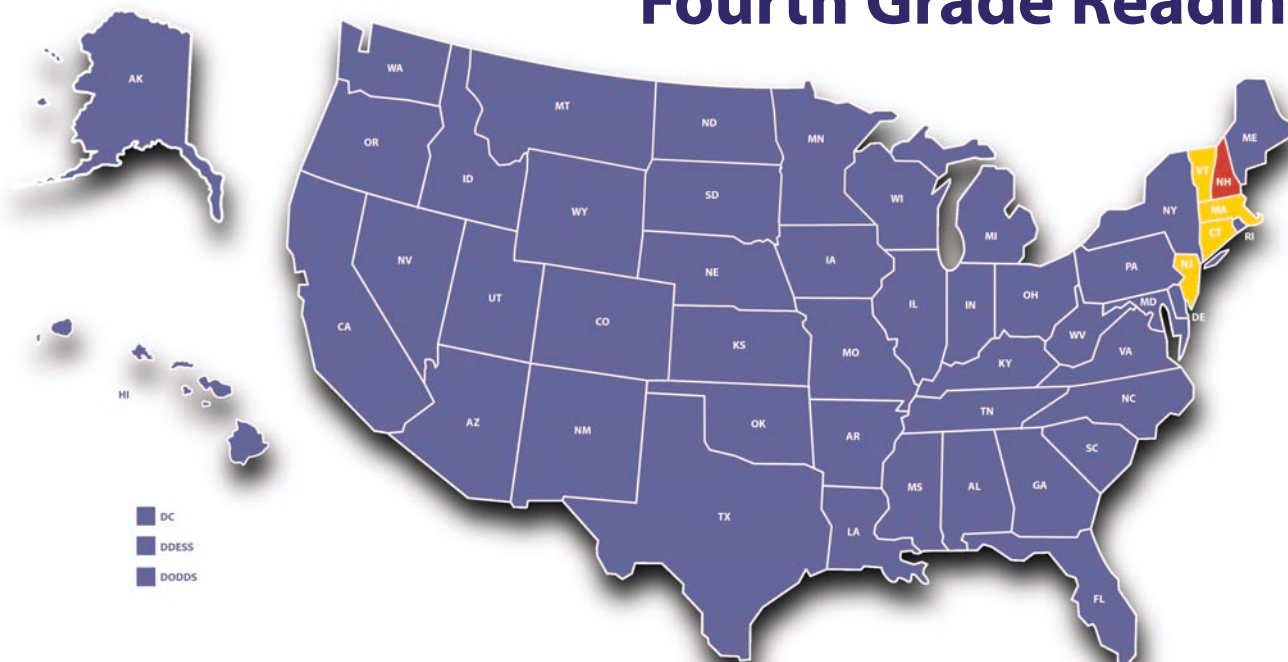 Fourth Grade Readin
AK
WA
MT
ND
MN
ME
OR
ID
VT
NH
WY
SD
WI
NY
MA
MI
CT
RI
NV
NE
IA
PA
NJ
UT
CO
IL
IN
OH
MD
DE
CA
KS
MO
WV
VA
KY
HI
AZ
NM
OK
AR
TN
NC
SC
MS
AL
GA
TX
LA
FL
DC
DDESS
DODDS